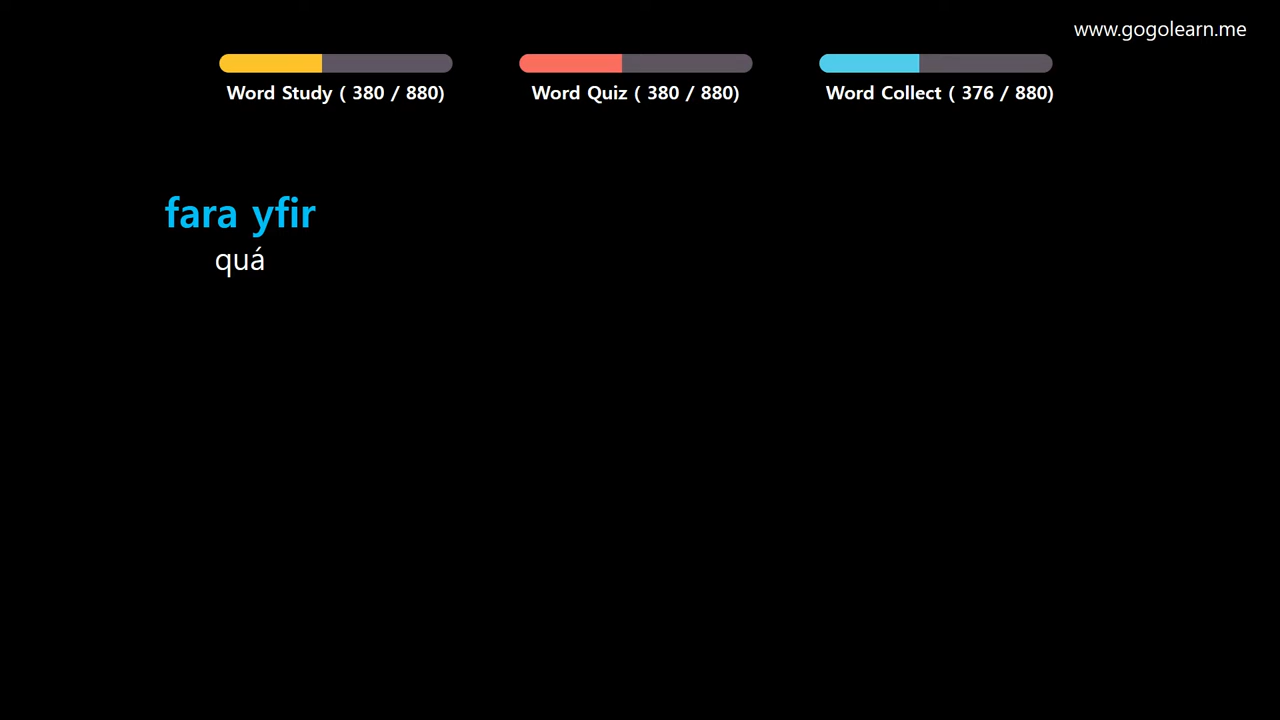 www.gogolearn.me
Word Study ( 380 / 880)
Word Quiz ( 380 / 880)
Word Collect ( 376 / 880)
fara yfir
quá